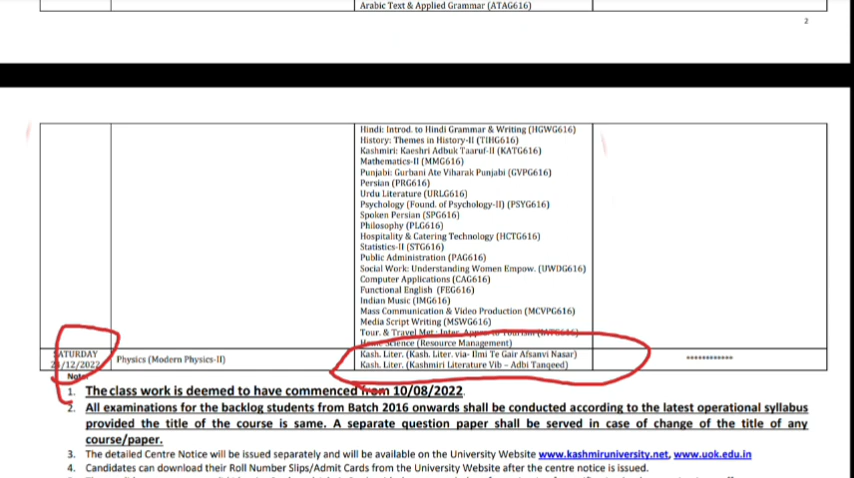 Arabic Text & Applied Grammar (ATAG616)
2
Hindi: Introd. to Hindi Grammar & Writing (HGWG616)
History: Themes in History-II (TIHG616)
Kashmiri: Kaeshri Adbuk Taaruf-II (KATG616)
Mathematics-II (MMG616)
Punjabi: Gurbani Ate Viharak Punjabi (GVPG616)
Persian (PRG616)
Urdu Literature (URLG616)
Psychology (Found. of Psychology-II) (PSYG616)
Spoken Persian (SPG616)
Philosophy (PLG616)
Hospitality & Catering Technology (HCTG616)
Statistics-II (STG616)
Public Administration (PAG616)
Social Work: Understanding Women Empow. (UWDG616)
Computer Applications (CAG616)
Functional English (FEG616)
Indian Music (IMG616)
Mass Communication & Video Production (MCVPG616)
Media Script Writing (MSWG616)
Tour. & Travel
Science (Resource Management)
SATURDAY
/12/2022
Physics (Modern Physics-II)
Kash. Liter. (Kash. Liter. via- Ilmi Te Gair Afsanvi Nasar)
Kash. Liter. (Kashmiri Literature Vib – Adbi Tanqeed)
************
Note
1. The class work is deemed to have commenced from 10/08/2022.
2. All examinations for the backlog students from Batch 2016 onwards shall be conducted according to the latest operational syllabus
provided the title of the course is same. A separate question paper shall be served in case of change of the title of any
course/paper.
3. The detailed Centre Notice will be issued separately and will be available on the University Website www.kashmiruniversity.net, www.uok.edu.in
4. Candidates can download their Roll Number Slips/Admit Cards from the University Website after the centre notice is issued.